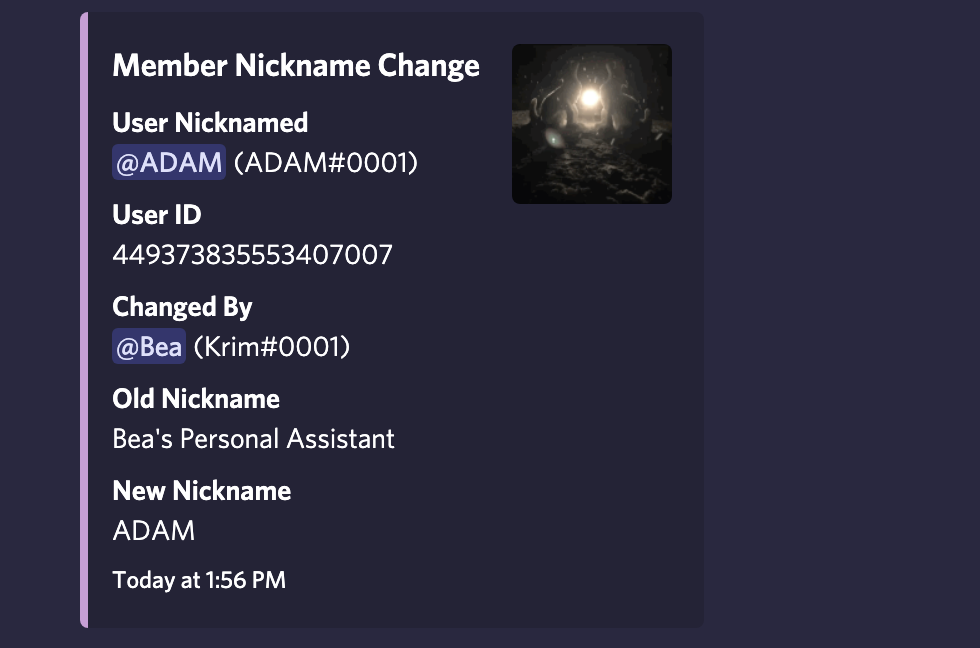 Member Nickname Change
User Nicknamed
@ADAM (ADAM#0001)
User ID
449373835553407007
Changed By
@Bea (Krim#0001)
Old Nickname
Bea's Personal Assistant
New Nickname
ADAM
Today at 1:56 PM